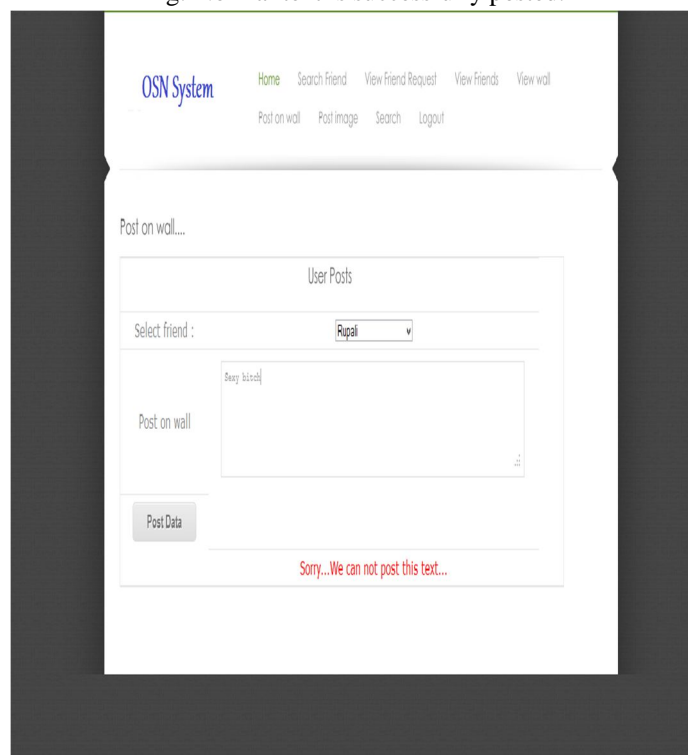 successfully posted.
OSN System
Home Search Friend View Friend Request View Friends View wall
Post on wall Post image Search Logout
Post on wall....
User Posts
Select friend :
Rupali
Sexy bitch
Post on wall
Post Data
Sorry...We can not post this text...